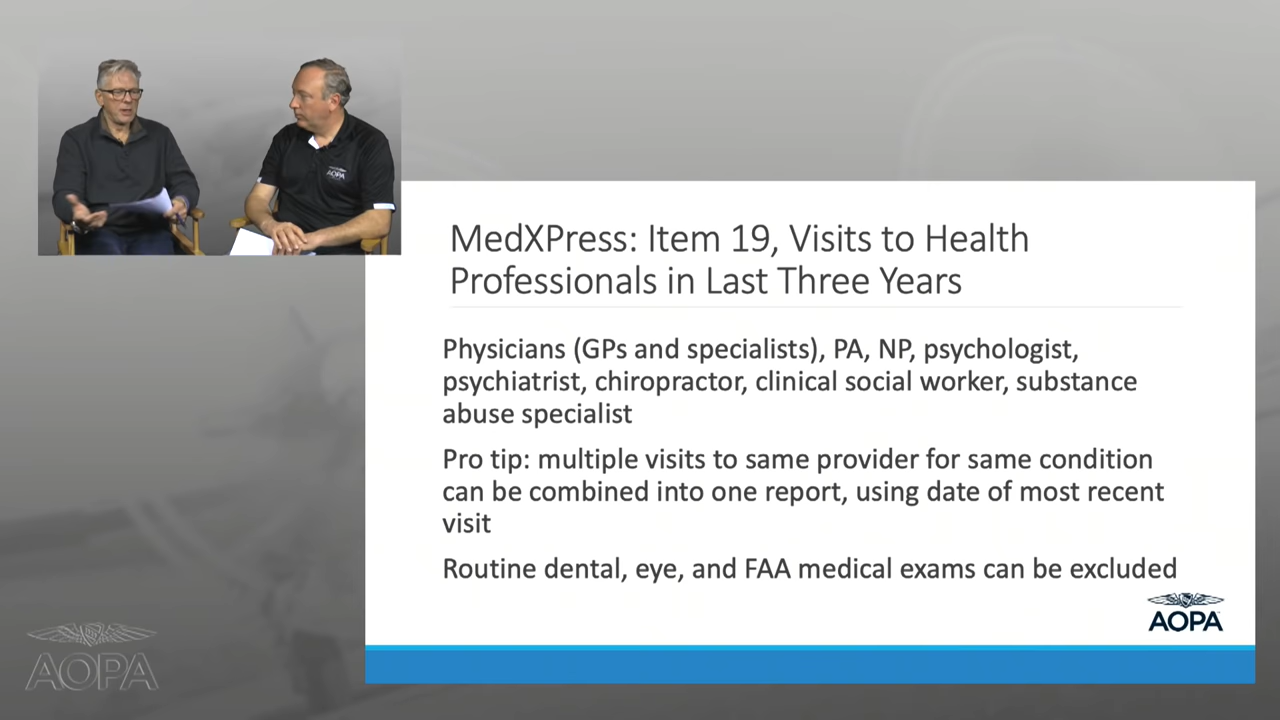 AOPA
MedXPress: Item 19, Visits to Health
Professionals in Last Three Years
Physicians (GPs and specialists), PA, NP, psychologist,
psychiatrist, chiropractor, clinical social worker, substance
abuse specialist
Pro tip: multiple visits to same provider for same condition
can be combined into one report, using date of most recent
visit
Routine dental, eye, and FAA medical exams can be excluded
AOPA
AOPA